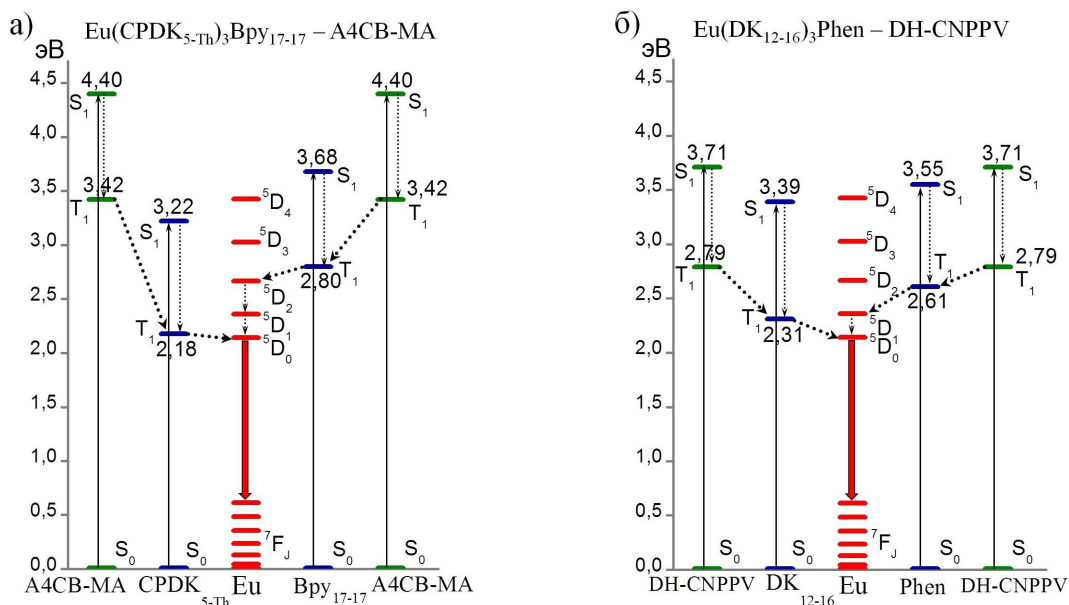 а)
Eu(CPDK5-Th)3Bpy17-17 – A4CB-MA
эВ
4,5
4,0
3,5
3,0
2,5
2,0
1,5
1,0
0,5
0,0
4,40
S1
3,42
T1
3,22
S1
T1
2,18
5D4
5D3
5D2
5D1
5D0
7FJ
3,68
S1
T1
2,80
4,40
S1
3,42
T1
S0
S0
S0
S0
A4CB-MA
CPDK5-Th
Eu
Bpy17-17
A4CB-MA
б)
Eu(DK12-16)3Phen – DH-CNPPV
эВ
4,5
4,0
3,5
3,0
2,5
2,0
1,5
1,0
0,5
0,0
3,71
S1
2,79
T1
3,39
S1
T1
2,31
5D4
5D3
5D2
5D1
5D0
7FJ
3,55
S1
T1
2,61
3,71
S1
2,79
T1
S0
S0
S0
S0
DH-CNPPV
DK12-16
Eu
Phen
DH-CNPPV